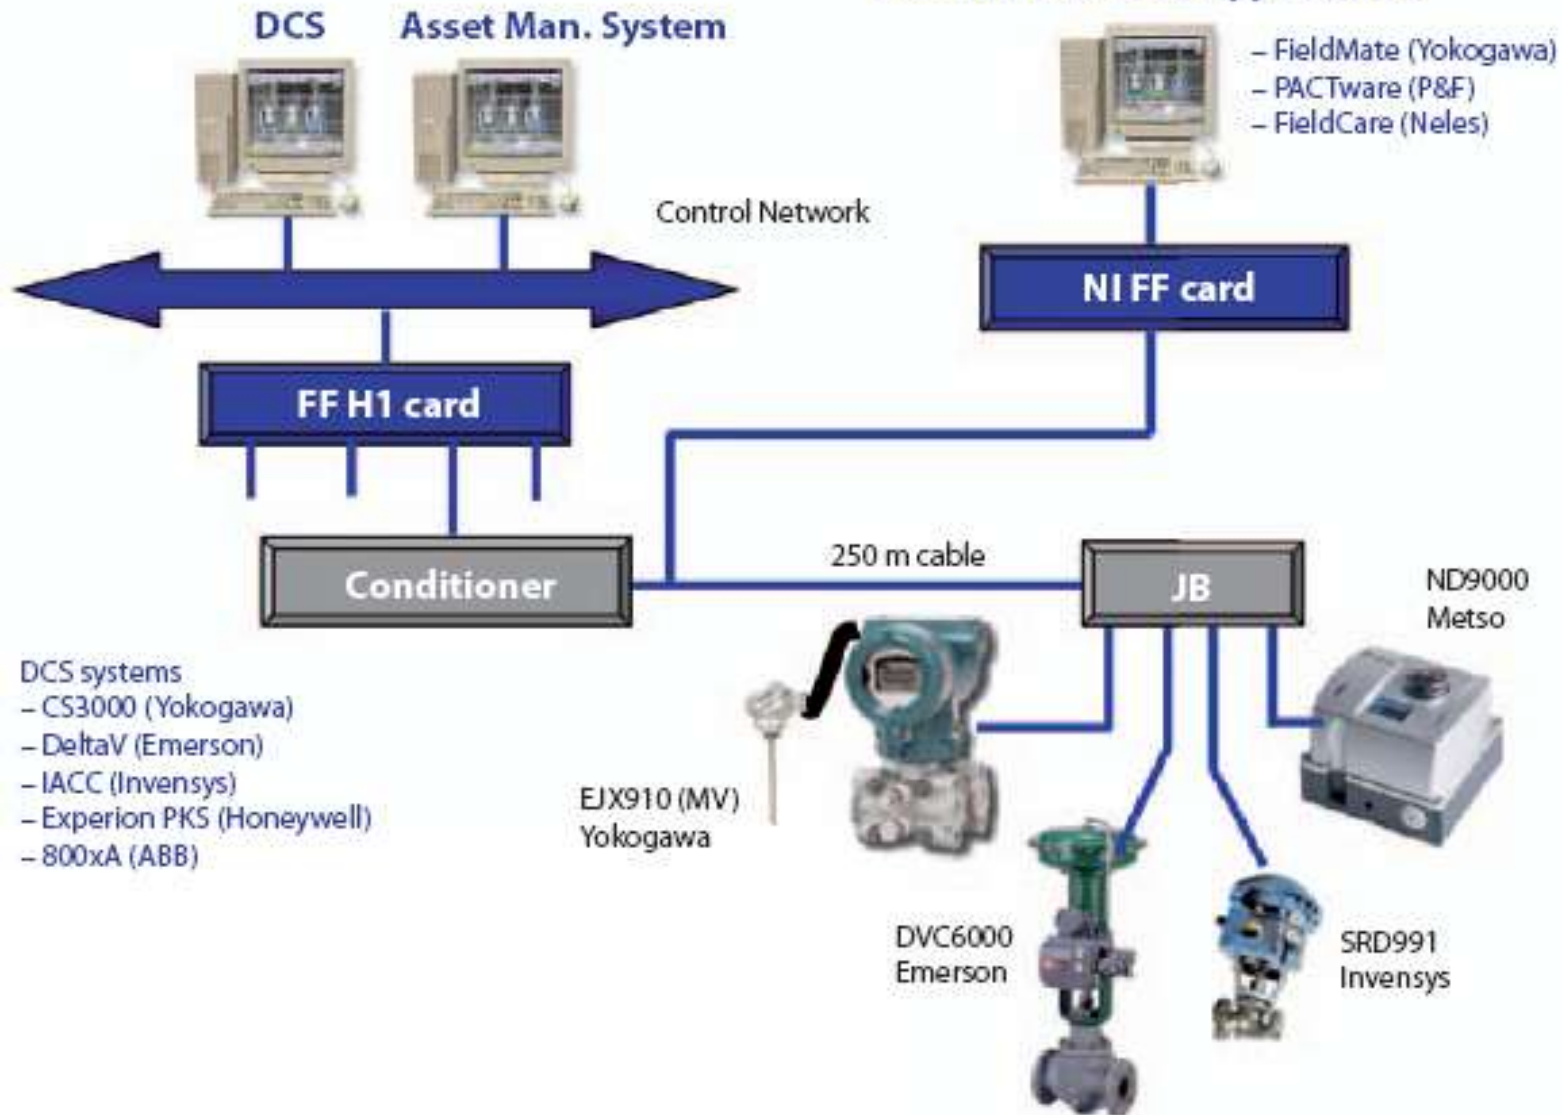 DCS
Asset Man. System
– FieldMate (Yokogawa)
– PACTware (P&F)
– FieldCare (Neles)
Control Network
NI FF card
FF H1 card
250 m cable
Conditioner
JB
ND9000
Metso
DCS systems
– CS3000 (Yokogawa)
– DeltaV (Emerson)
– IACC (Invensys)
– Experion PKS (Honeywell)
– 800xA (ABB)
EJX910 (MV)
Yokogawa
DVC6000
Emerson
SRD991
Invensys